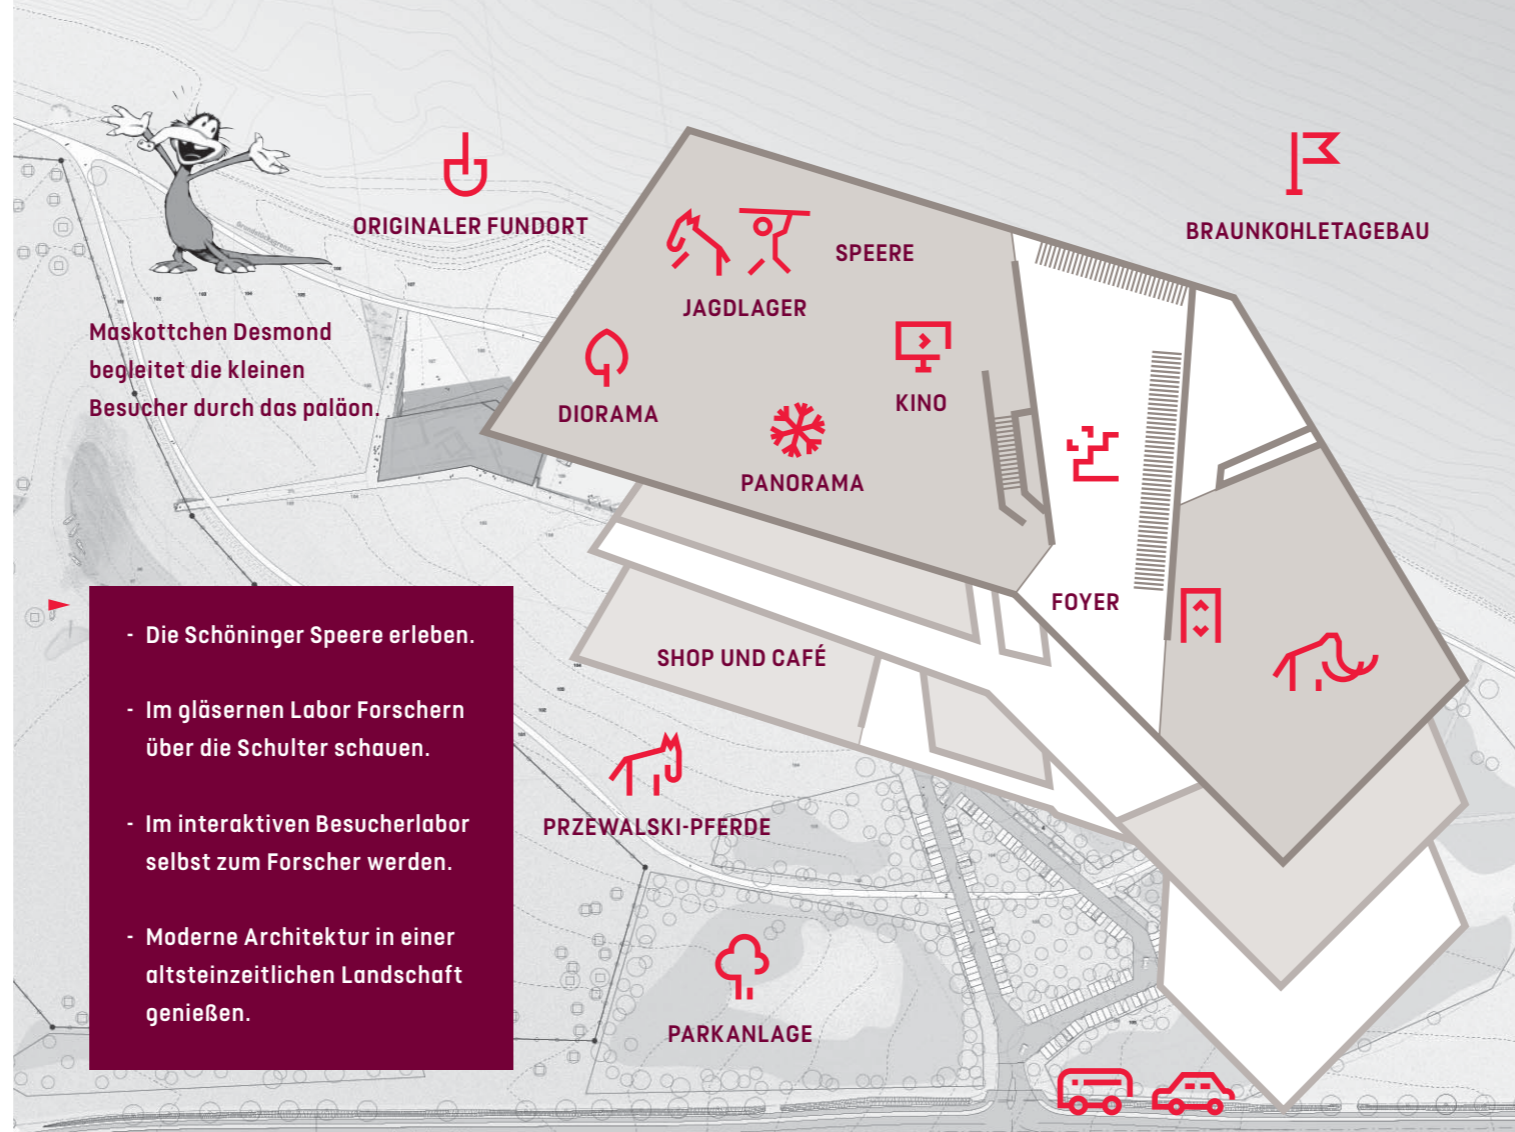 ORIGINALER FUNDORT
BRAUNKOHLETAGEBAU
SPEERE
JAGDLAGER
Maskottchen Desmond
begleitet die kleinen
Besucher durch das paläon.
DIORAMA
KINO
PANORAMA
FOYER
SHOP UND CAFÉ
- Die Schöninger Speere erleben.
- Im gläsernen Labor Forschern
über die Schulter schauen.
- Im interaktiven Besucherlabor
selbst zum Forscher werden.
- Moderne Architektur in einer
altsteinzeitlichen Landschaft
genießen.
PRZEWALSKI-PFERDE
PARKANLAGE